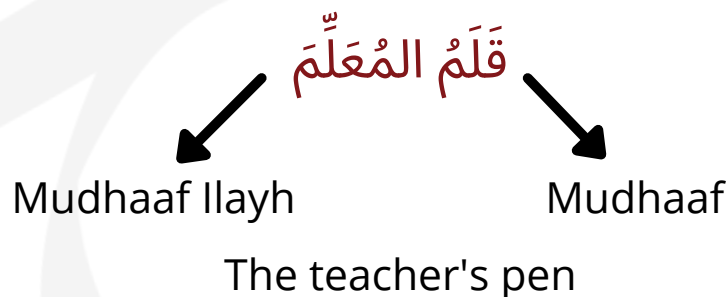 قَلَمُ المُعَلِّمَ
Mudhaaf Ilayh Mudhaaf
The teacher's pen